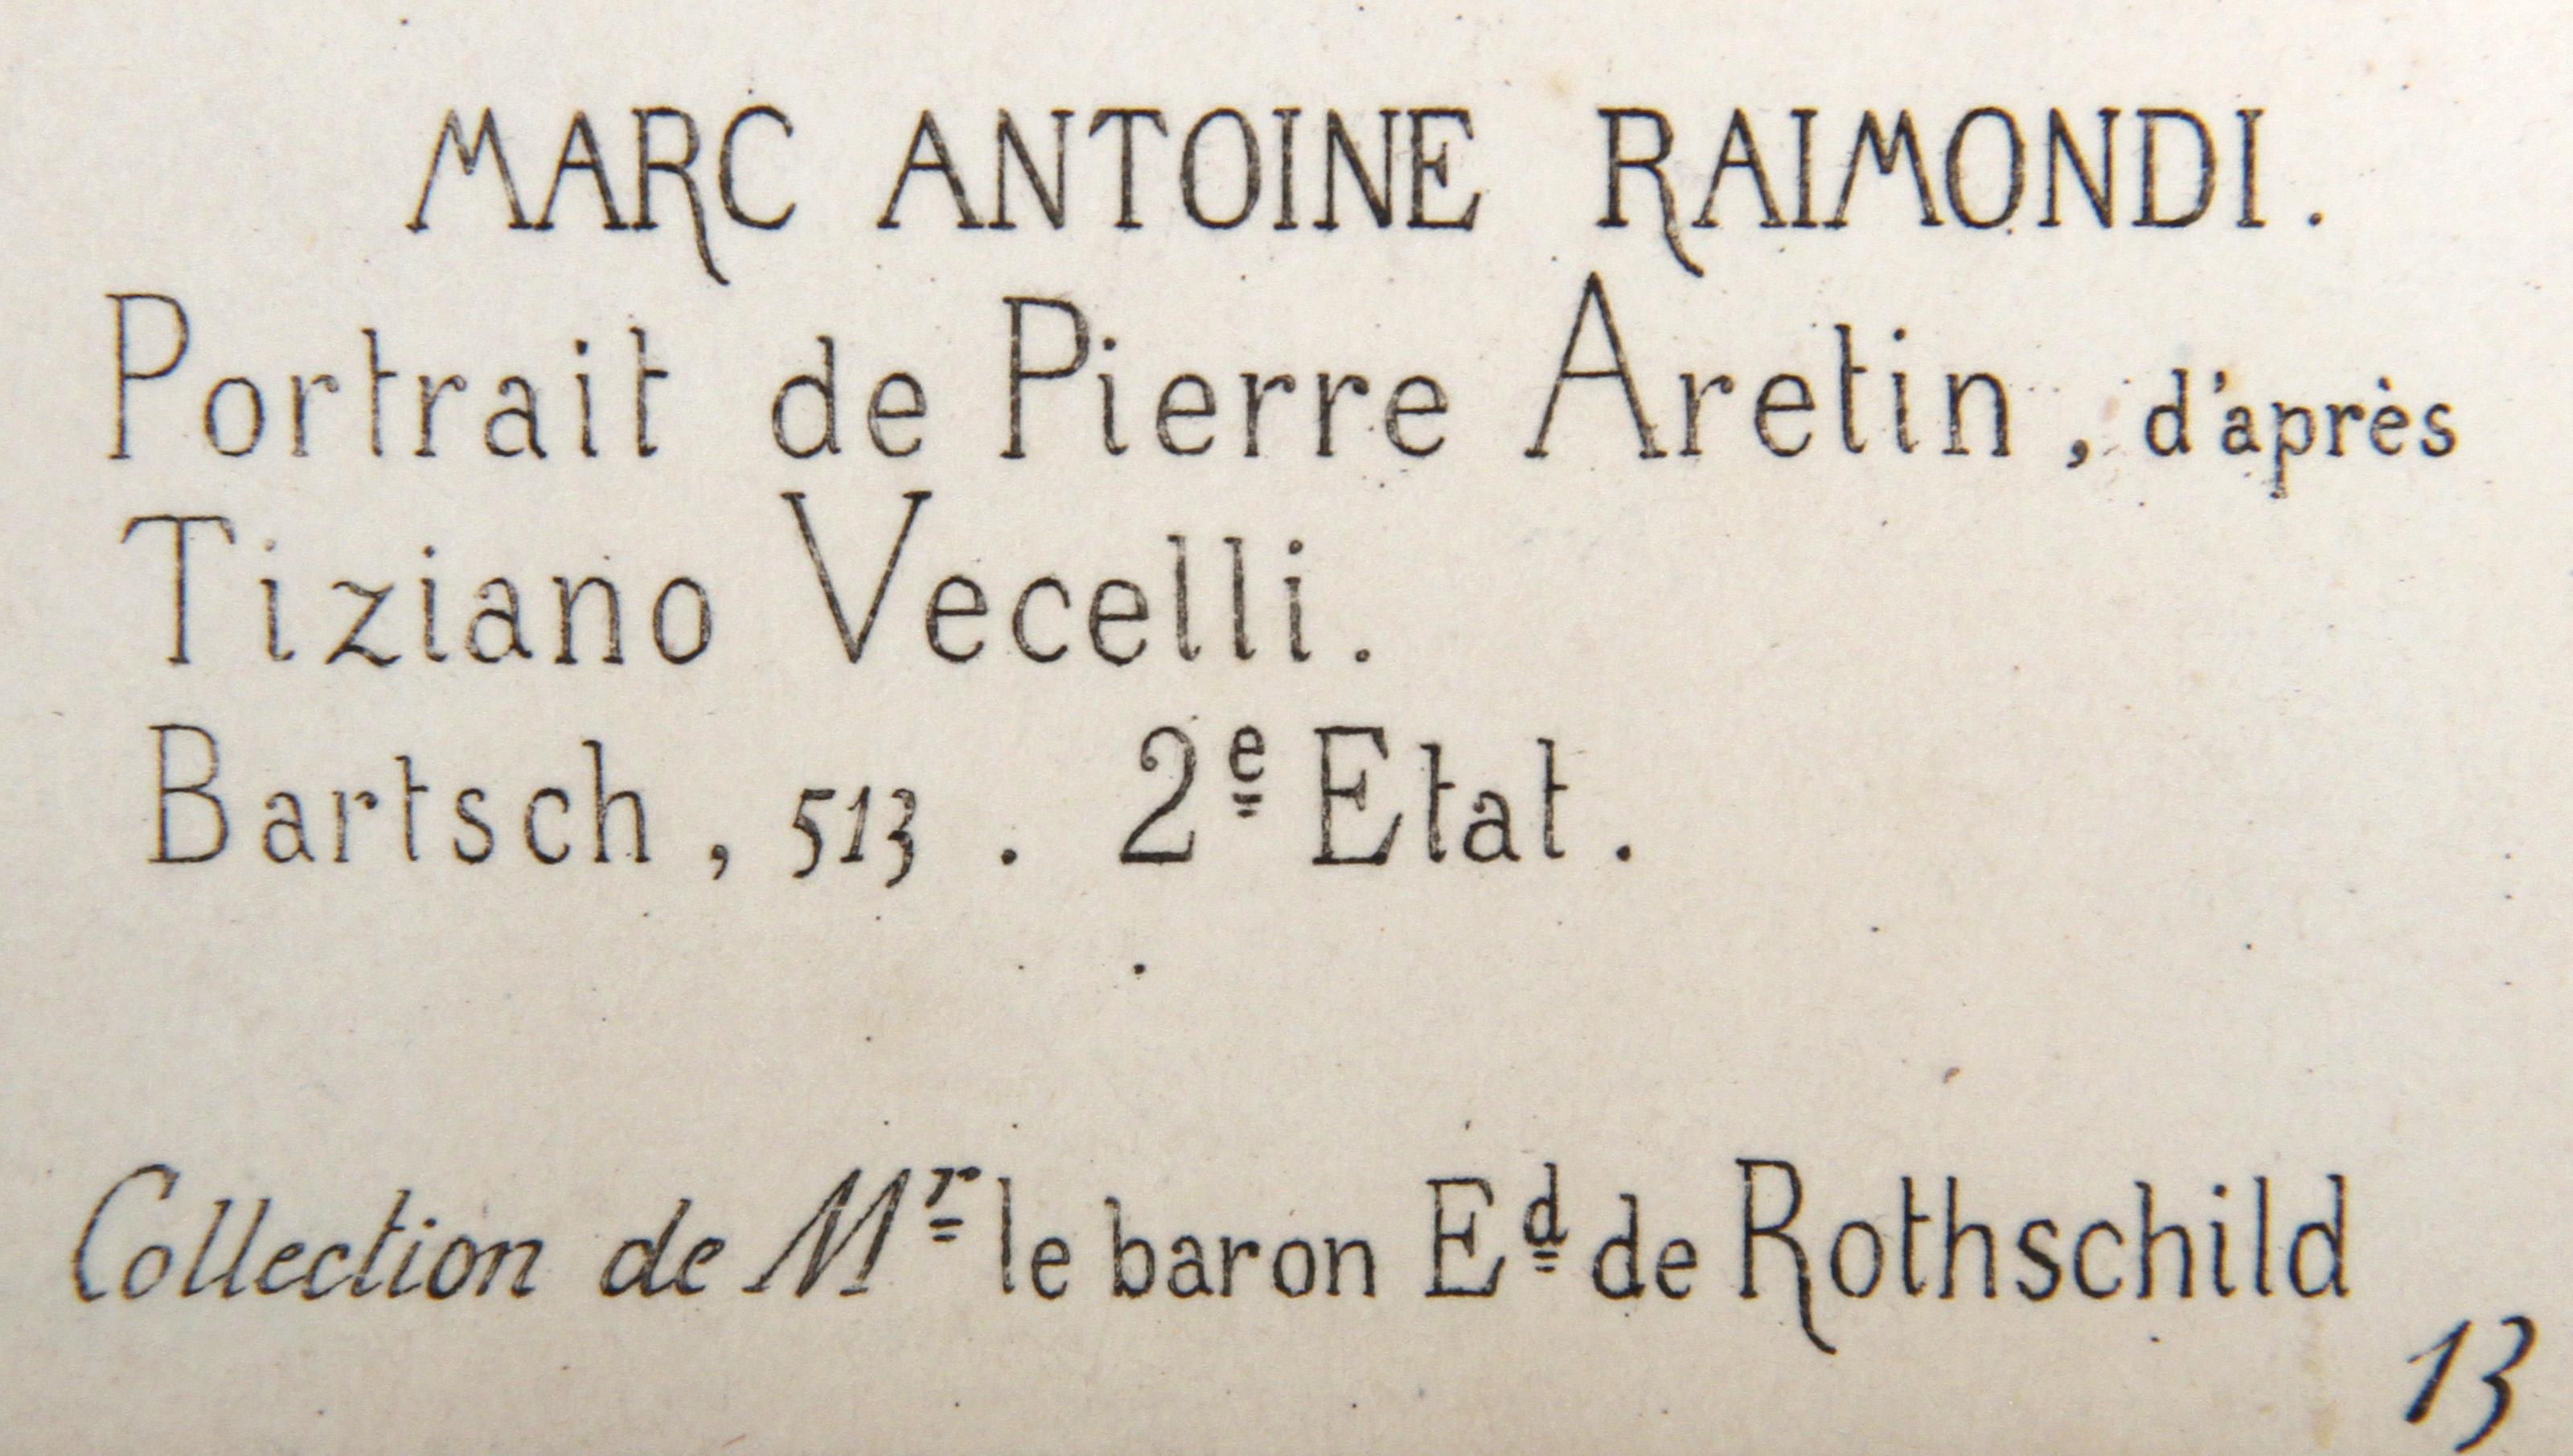 MARC ANTOINE RAIMONDI.
Portrait de Pierre Aretin, d'après
Tiziano Vecelli.
Bartsch, 513. 2e Etat.
Collection de Mr le baron Ed de Rothschild
13